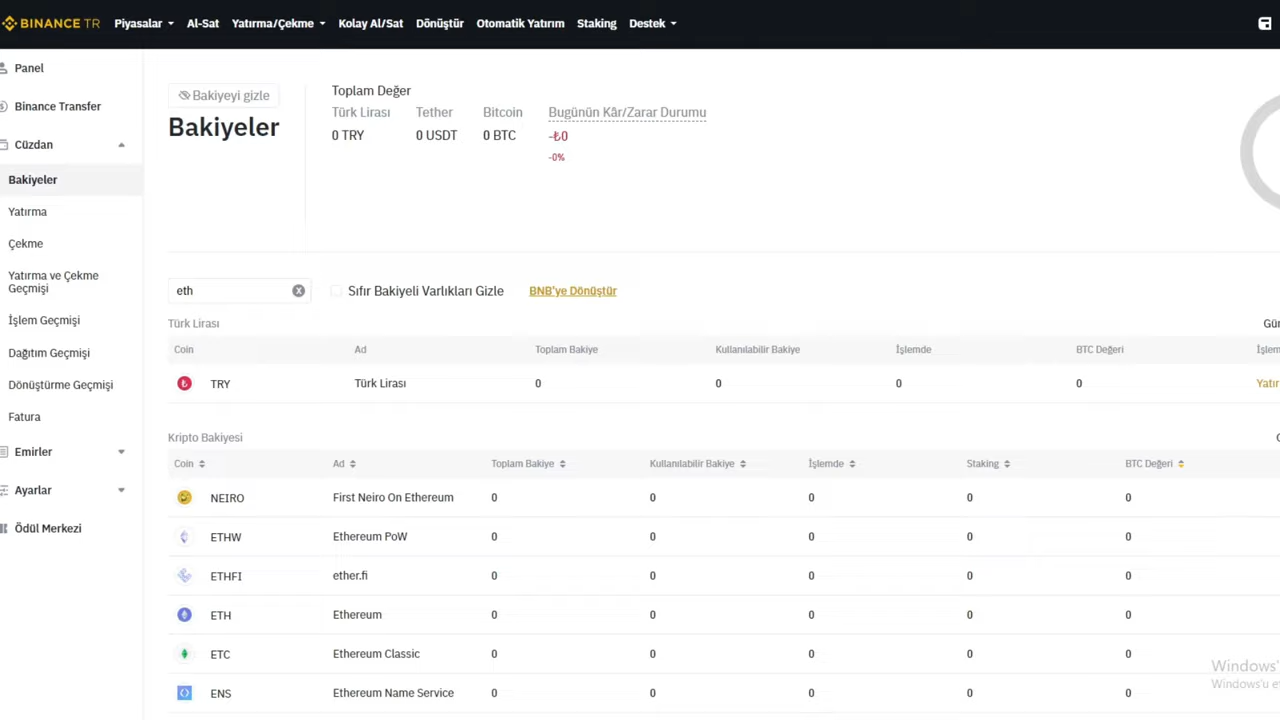 BINANCE TR Piyasalar Al-Sat Yatırma/Çekme Kolay Al/Sat Dönüştür Otomatik Yatırım Staking Destek
Panel
Binance Transfer
Cüzdan
Bakiyeler
Yatırma
Çekme
Yatırma ve Çekme
Geçmişi
İşlem Geçmişi
Dağıtım Geçmişi
Dönüştürme Geçmişi
Fatura
Emirler
Ayarlar
Ödül Merkezi
Bakiyeyi gizle
Bakiyeler
Toplam Değer
Türk Lirası Tether Bitcoin Bugünün Kâr/Zarar Durumu
0 TRY 0 USDT 0 BTC -₺0
-0%
eth Sıfır Bakiyeli Varlıkları Gizle BNB'ye Dönüştür
Türk Lirası
Coin Ad Toplam Bakiye Kullanılabilir Bakiye İşlemde BTC Değeri
TRY Türk Lirası 0 0 0 0
Kripto Bakiyesi
Coin Ad Toplam Bakiye Kullanılabilir Bakiye İşlemde Staking BTC Değeri
NEIRO First Neiro On Ethereum 0 0 0 0 0
ETHW Ethereum PoW 0 0 0 0 0
ETHFI ether.fi 0 0 0 0 0
ETH Ethereum 0 0 0 0 0
ETC Ethereum Classic 0 0 0 0 0
ENS Ethereum Name Service 0 0 0 0 0
Windows'
Windows'u et